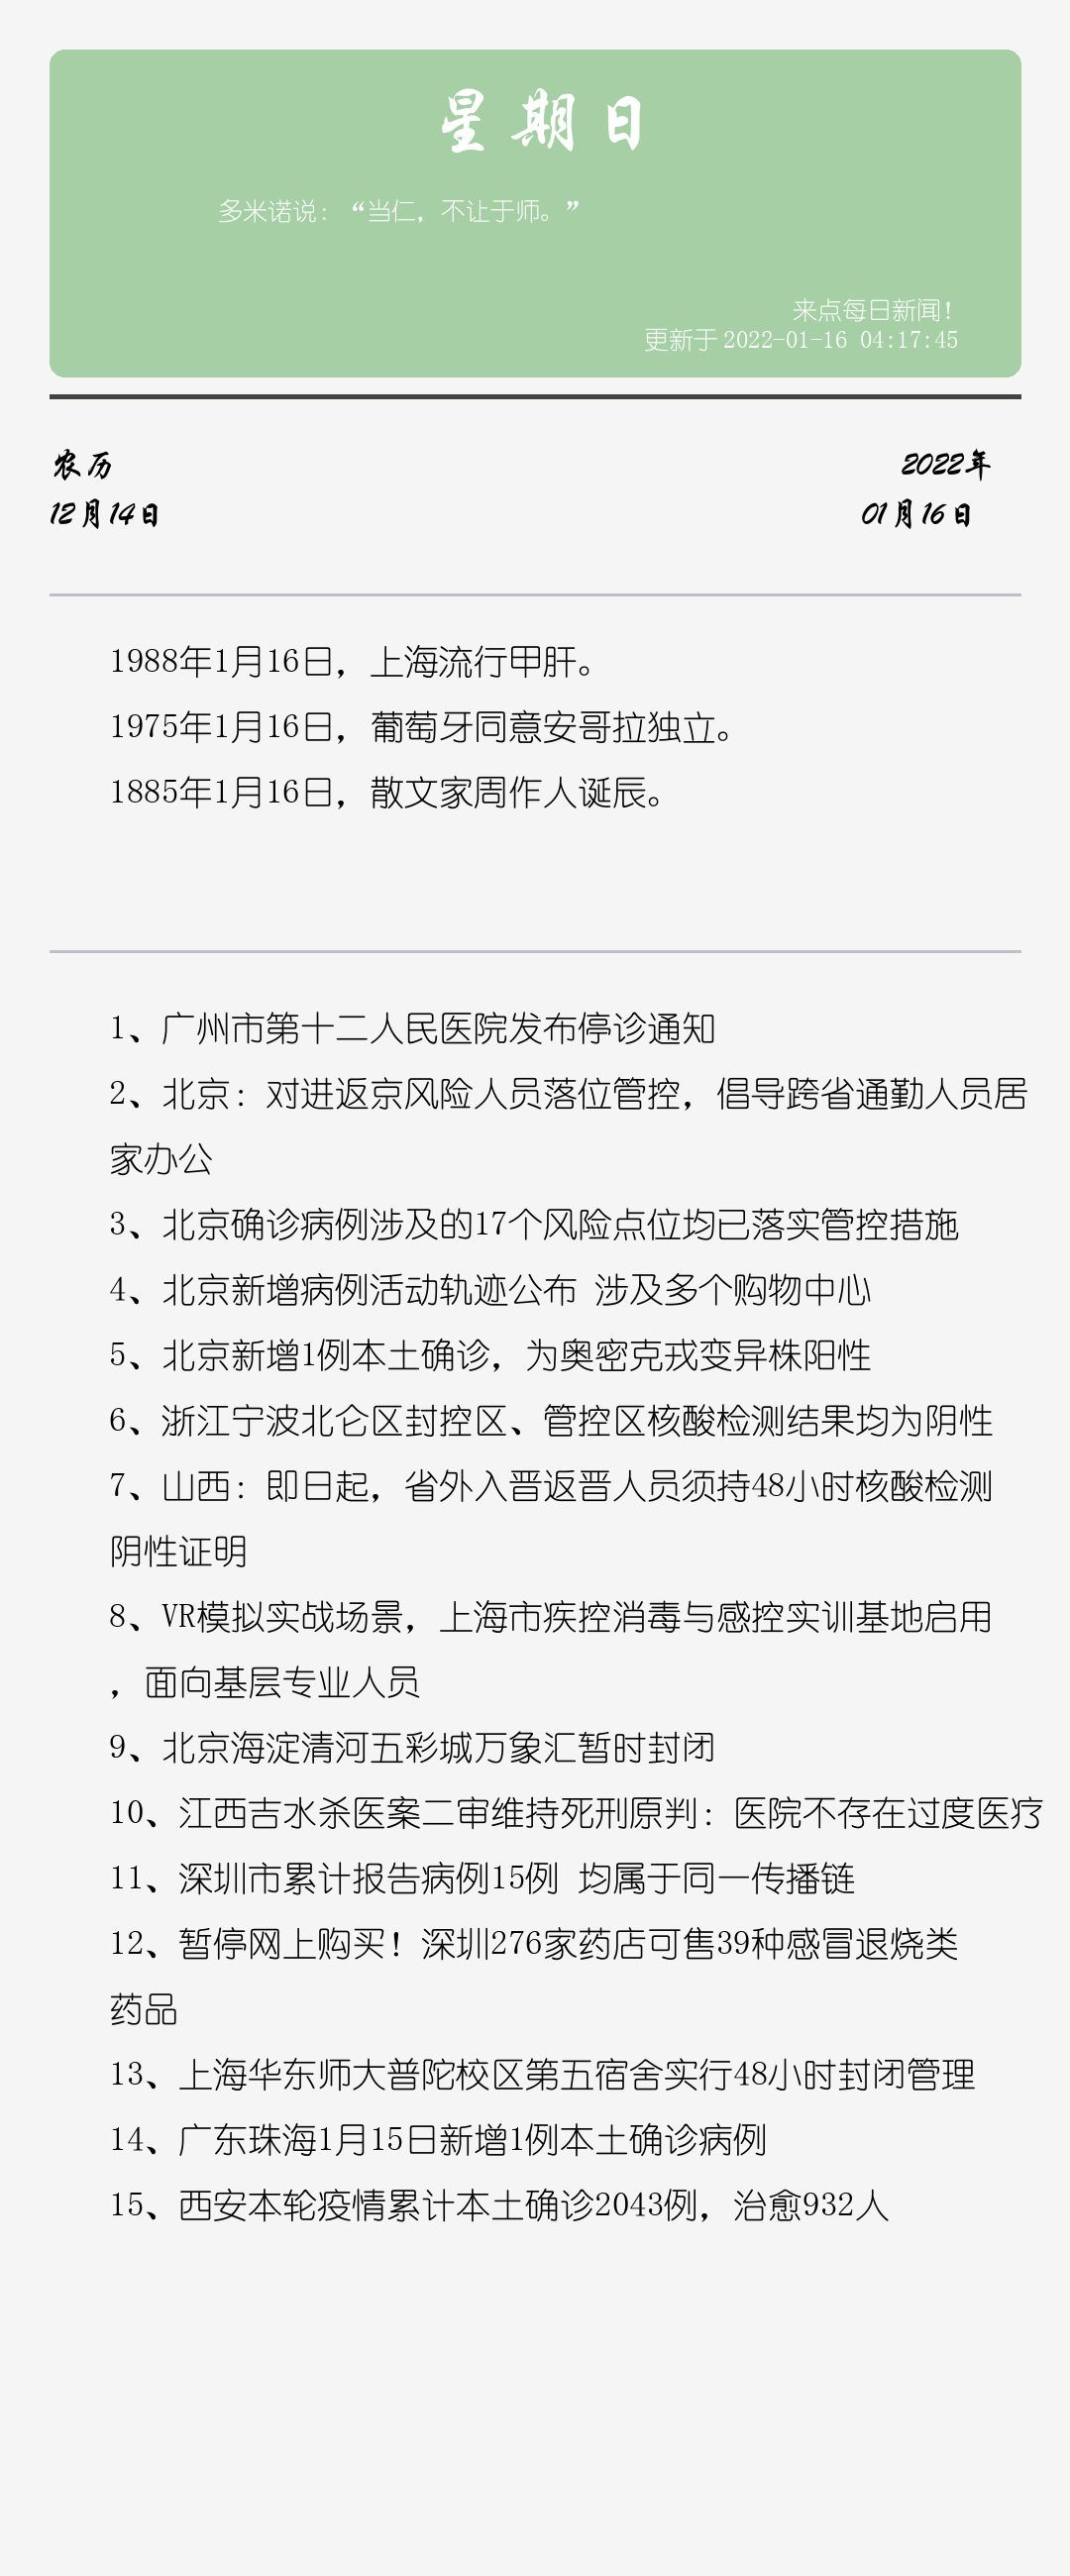 星期日
多米诺说：“当仁，不让于师。”
来点每日新闻！
更新于 2022-01-16 04:17:45
农历
2022年
12月14日
01月16日
1988年1月16日，上海流行甲肝。
1975年1月16日，葡萄牙同意安哥拉独立。
1885年1月16日，散文家周作人诞辰。
1、广州市第十二人民医院发布停诊通知
2、北京：对进返京风险人员落位管控，倡导跨省通勤人员居
家办公
3、北京确诊病例涉及的17个风险点位均已落实管控措施
4、北京新增病例活动轨迹公布 涉及多个购物中心
5、北京新增1例本土确诊，为奥密克戎变异株阳性
6、浙江宁波北仑区封控区、管控区核酸检测结果均为阴性
7、山西：即日起，省外入晋返晋人员须持48小时核酸检测
阴性证明
8、VR模拟实战场景，上海市疾控消毒与感控实训基地启用
，面向基层专业人员
9、北京海淀清河五彩城万象汇暂时封闭
10、江西吉水杀医案二审维持死刑原判：医院不存在过度医疗
11、深圳市累计报告病例15例 均属于同一传播链
12、暂停网上购买！深圳276家药店可售39种感冒退烧类
药品
13、上海华东师大普陀校区第五宿舍实行48小时封闭管理
14、广东珠海1月15日新增1例本土确诊病例
15、西安本轮疫情累计本土确诊2043例，治愈932人